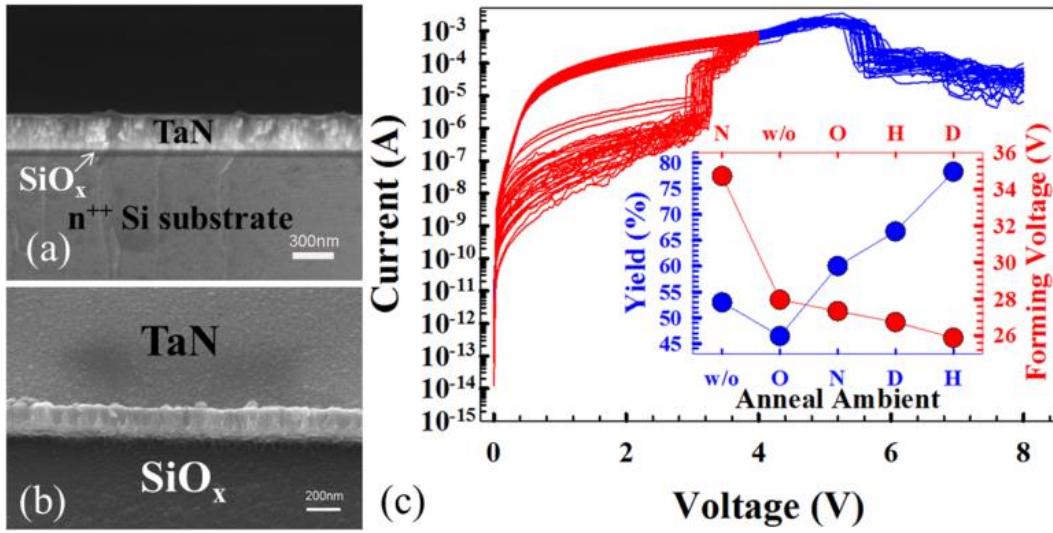 TaN
SiOx
n++ Si substrate
(a)
300nm
TaN
SiOx
(b)
200nm
(c)
Current (A)
10-3
10-4
10-5
10-6
10-7
10-8
10-9
10-10
10-11
10-12
10-13
10-14
10-15
0 2 4 6 8
Voltage (V)
N w/o O H D
Yield (%)
80
75
70
65
60
55
50
45
Forming Voltage (V)
36
34
32
30
28
26
w/o O N D H
Anneal Ambient